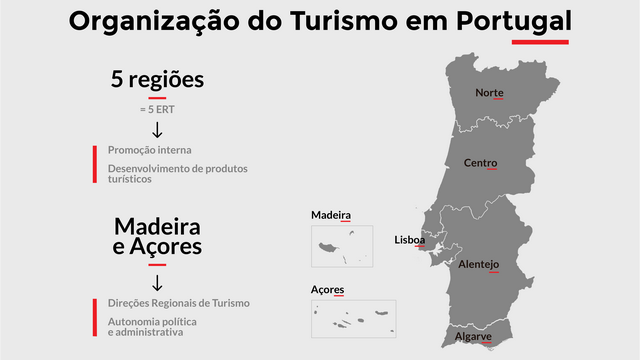 Organização do Turismo em Portugal
5 regiões
= 5 ERT
Promoção interna
Desenvolvimento de produtos
turísticos
Madeira
e Açores
Direções Regionais de Turismo
Autonomia política
e administrativa
Madeira
Açores
Norte
Centro
Lisboa
Alentejo
Algarve